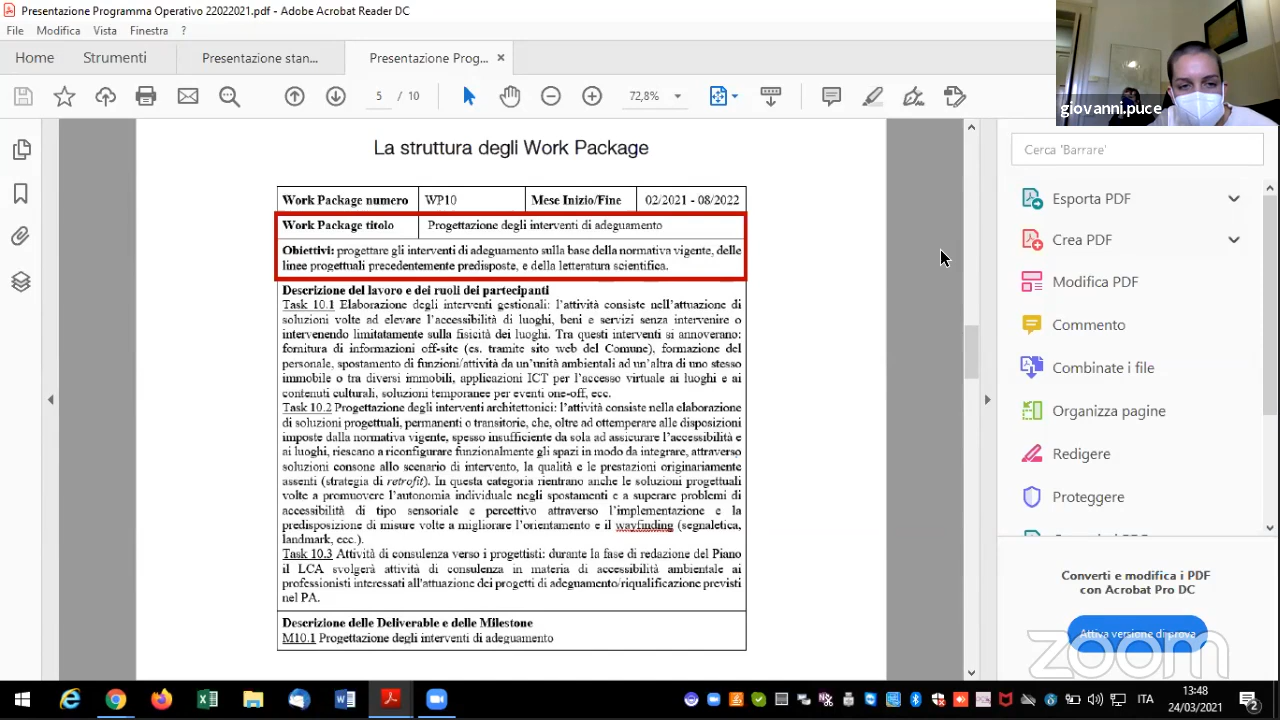 Presentazione Programma Operativo 22022021.pdf - Adobe Acrobat Reader DC
File Modifica Vista Finestra ?
Home Strumenti Presentazione stan... Presentazione Prog... ×
5 / 10 72,8%
giovanni.puce
La struttura degli Work Package
Work Package numero WP10 Mese Inizio/Fine 02/2021 - 08/2022
Work Package titolo Progettazione degli interventi di adeguamento
Obiettivi: progettare gli interventi di adeguamento sulla base della normativa vigente, delle
linee progettuali precedentemente predisposte, e della letteratura scientifica.
Descrizione del lavoro e dei ruoli dei partecipanti
Task 10.1 Elaborazione degli interventi gestionali: l'attività consiste nell'attuazione di
soluzioni volte ad elevare l'accessibilità di luoghi, beni e servizi senza intervenire o
intervenendo limitatamente sulla fisicità dei luoghi. Tra questi interventi si annoverano:
fornitura di informazioni off-site (es. tramite sito web del Comune), formazione del
personale, spostamento di funzioni/attività da un'unità ambientali ad un'altra di uno stesso
immobile o tra diversi immobili, applicazioni ICT per l'accesso virtuale ai luoghi e ai
contenuti culturali, soluzioni temporanee per eventi one-off, ecc.
Task 10.2 Progettazione degli interventi architettonici: l'attività consiste nella elaborazione
di soluzioni progettuali, permanenti o transitorie, che, oltre ad ottemperare alle disposizioni
imposte dalla normativa vigente, spesso insufficiente da sola ad assicurare l'accessibilità e
ai luoghi, riescano a riconfigurare funzionalmente gli spazi in modo da integrare, attraverso
soluzioni consone allo scenario di intervento, la qualità e le prestazioni originariamente
assenti (strategia di retrofit). In questa categoria rientrano anche le soluzioni progettuali
volte a promuovere l'autonomia individuale negli spostamenti e a superare problemi di
accessibilità di tipo sensoriale e percettivo attraverso l'implementazione e la
predisposizione di misure volte a migliorare l'orientamento e il wayfinding (segnaletica,
landmark, ecc.).
Task 10.3 Attività di consulenza verso i progettisti: durante la fase di redazione del Piano
il LCA svolgerà attività di consulenza in materia di accessibilità ambientale ai
professionisti interessati all'attuazione dei progetti di adeguamento/riqualificazione previsti
nel PA.
Descrizione delle Deliverable e delle Milestone
M10.1 Progettazione degli interventi di adeguamento
Cerca 'Barrare'
Esporta PDF
Crea PDF
Modifica PDF
Commento
Combinate i file
Organizza pagine
Redigere
Proteggere
Converti e modifica i PDF
con Acrobat Pro DC
Attiva versione di prova
zoom
ITA
13:48
24/03/2021
2